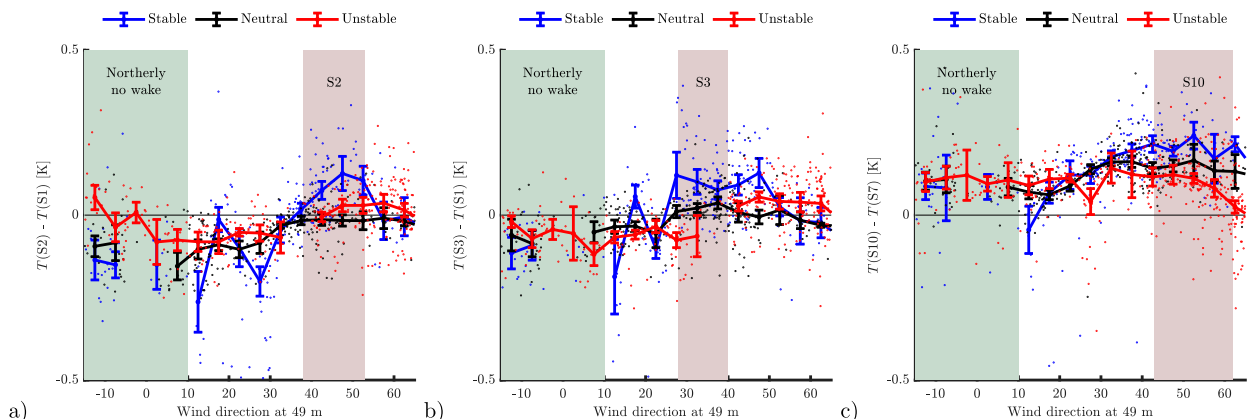 Stable Neutral Unstable
0.5
Northerly
no wake
S2
T(S2) - T(S1) [K]
0
-0.5
-10 0 10 20 30 40 50 60
a)
Wind direction at 49 m
Stable Neutral Unstable
0.5
Northerly
no wake
S3
T(S3) - T(S1) [K]
0
-0.5
-10 0 10 20 30 40 50 60
b)
Wind direction at 49 m
Stable Neutral Unstable
0.5
Northerly
no wake
S10
T(S10) - T(S7) [K]
0
-0.5
-10 0 10 20 30 40 50 60
c)
Wind direction at 49 m